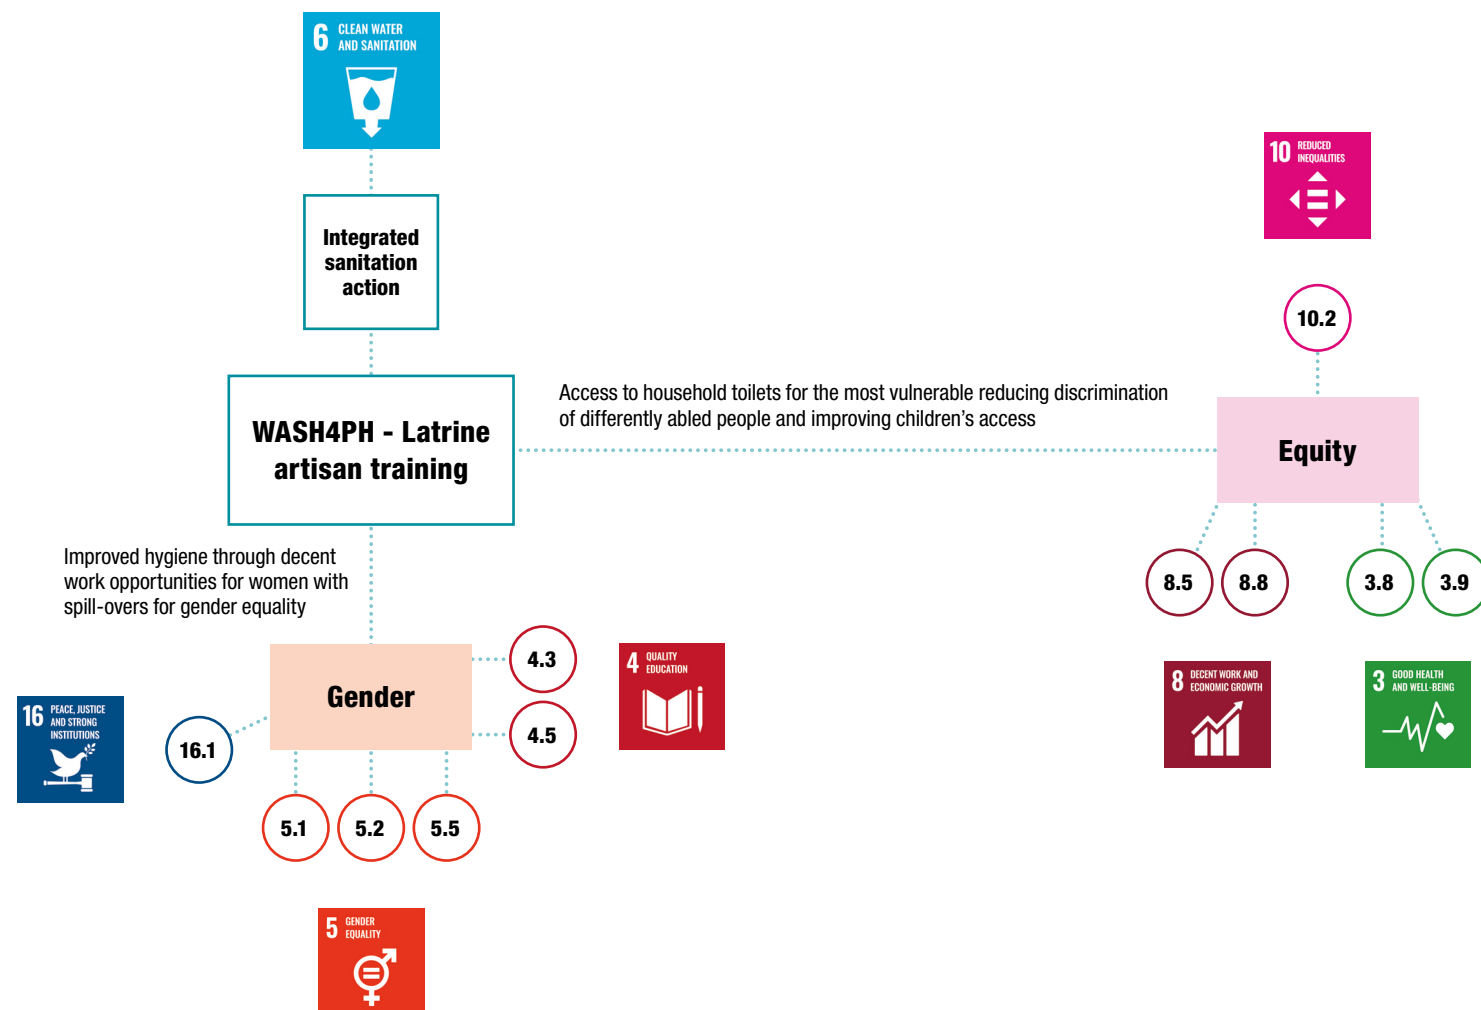 6 CLEAN WATER
AND SANITATION
Integrated
sanitation
action
WASH4PH - Latrine
artisan training
Access to household toilets for the most vulnerable reducing discrimination
of differently abled people and improving children’s access
10 REDUCED
INEQUALITIES
10.2
Equity
8.5
8.8
3.8
3.9
8 DECENT WORK AND
ECONOMIC GROWTH
3 GOOD HEALTH
AND WELL-BEING
Improved hygiene through decent
work opportunities for women with
spill-overs for gender equality
Gender
4.3
4.5
4 QUALITY
EDUCATION
16 PEACE, JUSTICE
AND STRONG
INSTITUTIONS
16.1
5.1
5.2
5.5
5 GENDER
EQUALITY